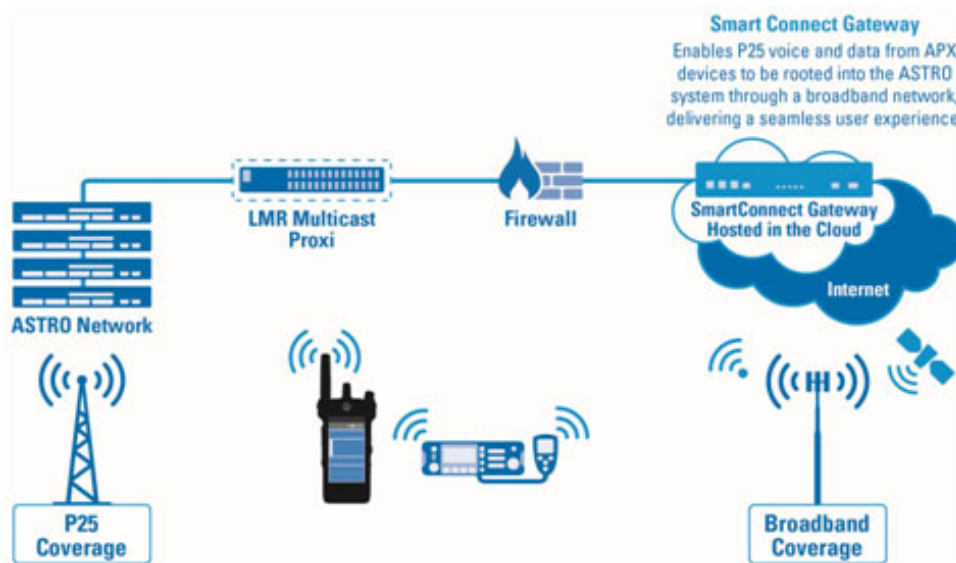 Smart Connect Gateway
Enables P25 voice and data from APX
devices to be rooted into the ASTRO
system through a broadband network,
delivering a seamless user experience
LMR Multicast
Proxi
Firewall
SmartConnect Gateway
Hosted in the Cloud
Internet
ASTRO Network
P25
Coverage
Broadband
Coverage